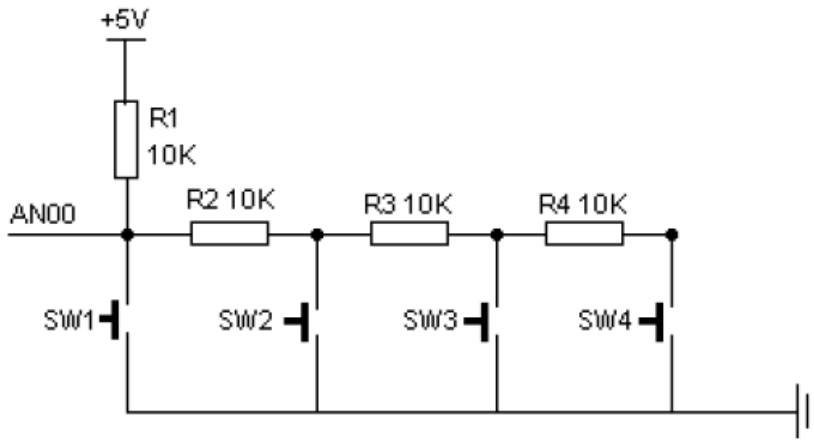 +5V
R1
10K
AN00
R2 10K
R3 10K
R4 10K
SW1
SW2
SW3
SW4